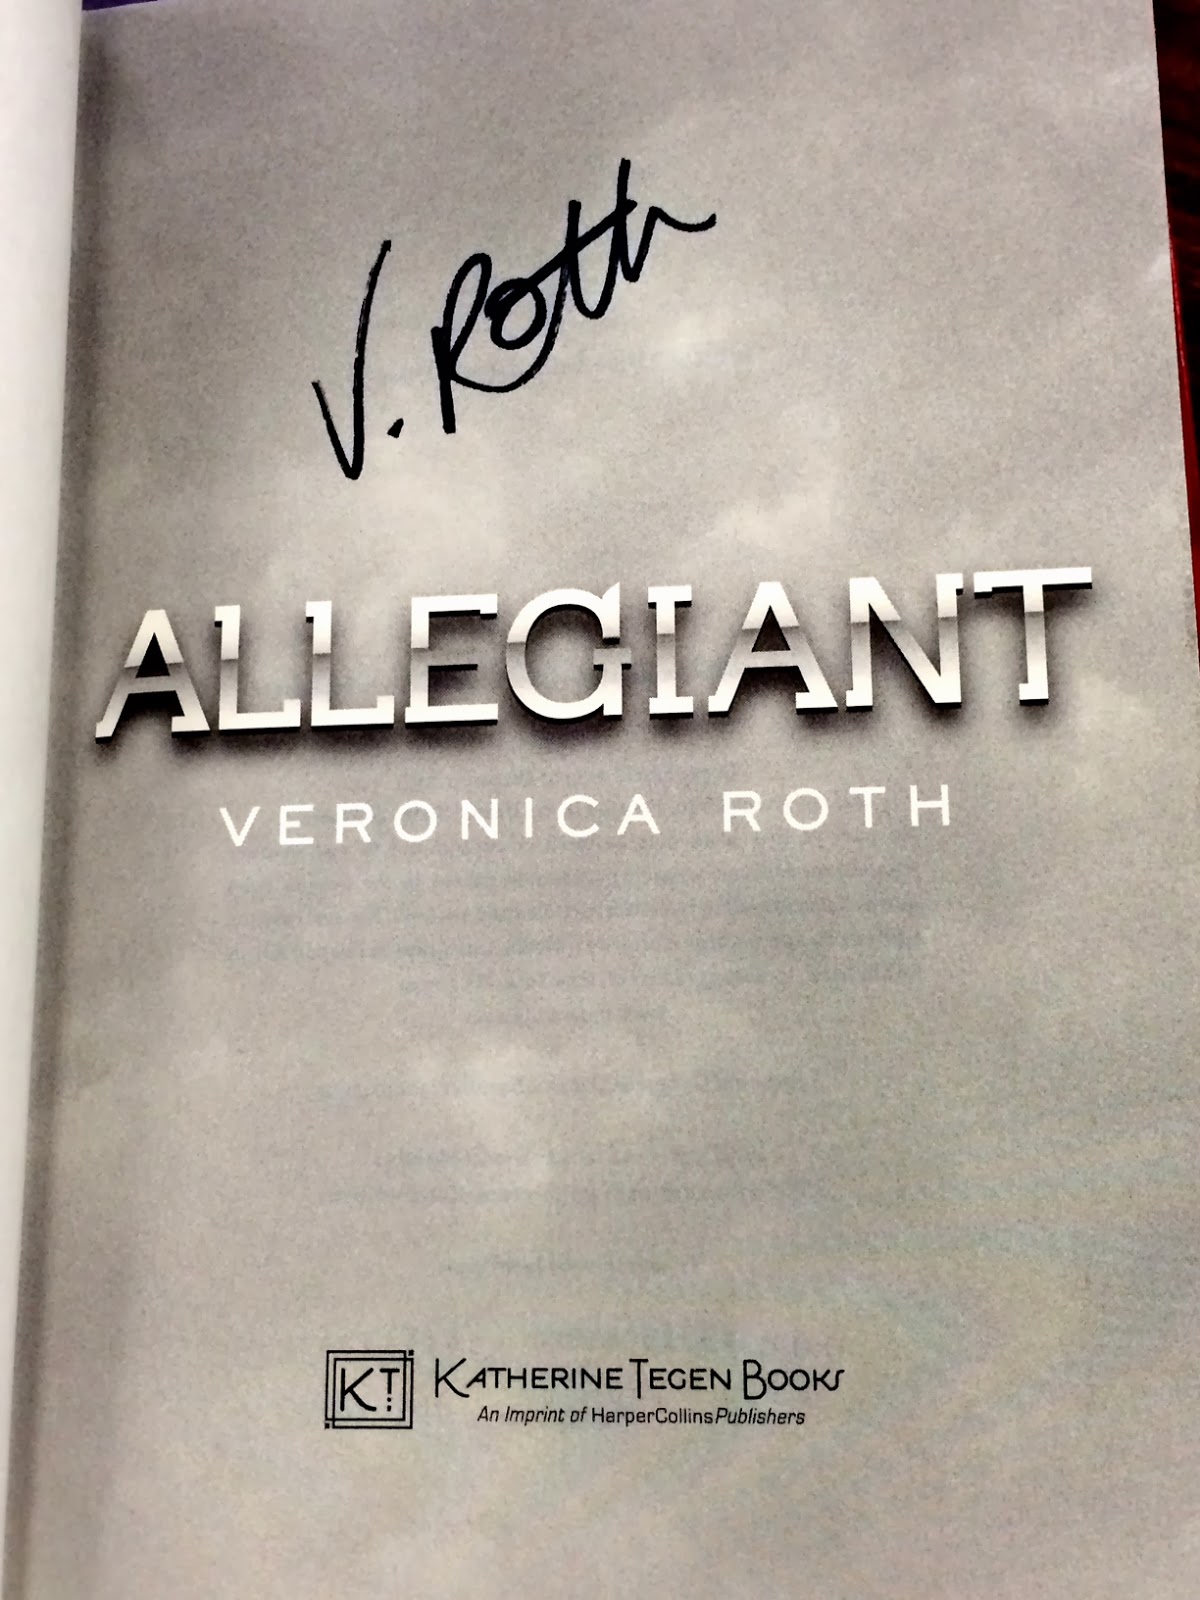 V. Roth
ALLEGIANT
VERONICA ROTH
KT
KATHERINE TEGEN BOOKS
An Imprint of HarperCollinsPublishers